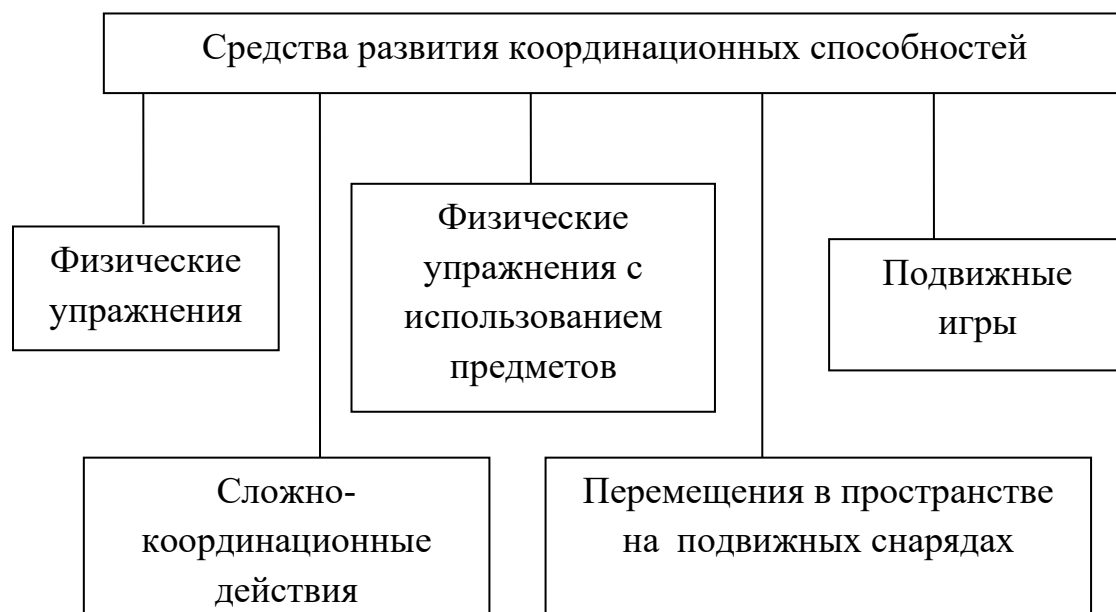 Средства развития координационных способностей
Физические
упражнения
Физические
упражнения с
использованием
предметов
Подвижные
игры
Сложно-
координационные
действия
Перемещения в пространстве
на  подвижных снарядах